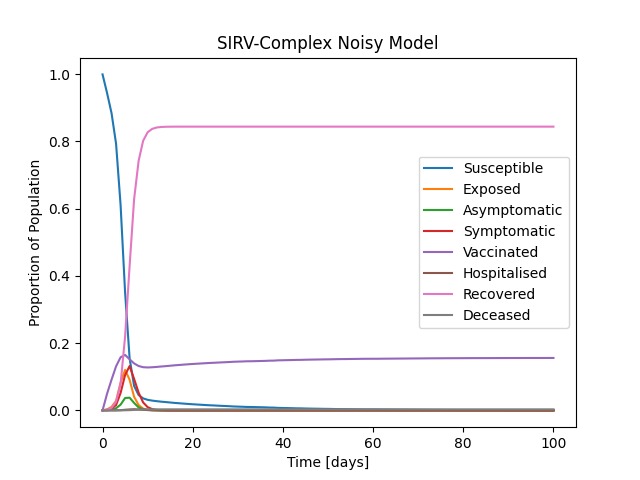 SIRV-Complex Noisy Model
Proportion of Population
1.0
0.8
0.6
0.4
0.2
0.0
Susceptible
Exposed
Asymptomatic
Symptomatic
Vaccinated
Hospitalised
Recovered
Deceased
0 20 40 60 80 100
Time [days]